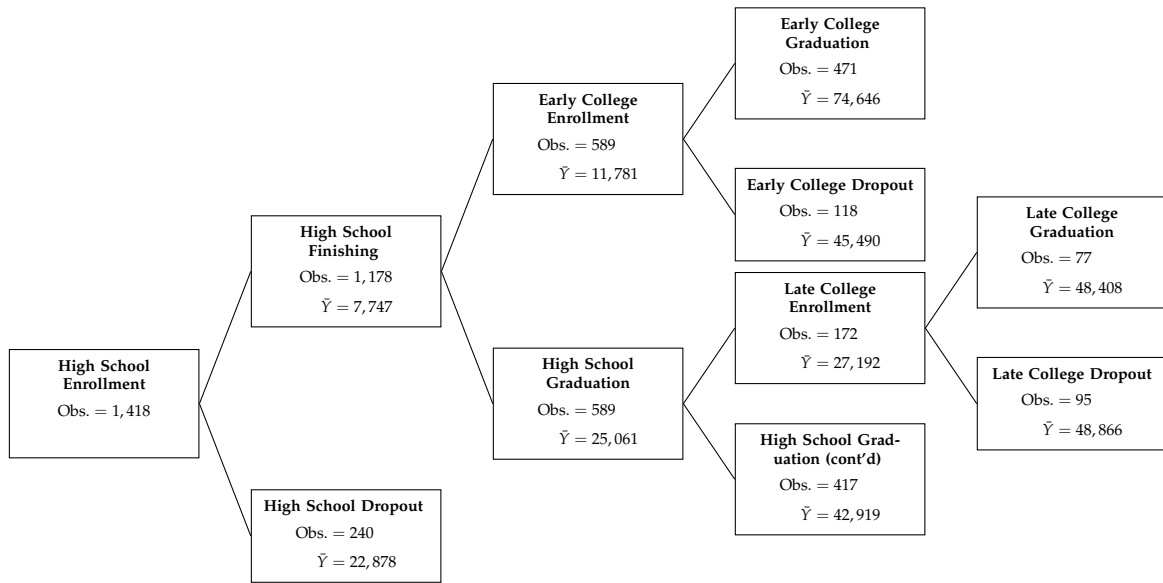 Early College
Graduation
Obs. = 471
Ȳ = 74,646
Early College
Enrollment
Obs. = 589
Ȳ = 11,781
Early College Dropout
Obs. = 118
Ȳ = 45,490
Late College
Graduation
Obs. = 77
Ȳ = 48,408
High School
Finishing
Obs. = 1,178
Ȳ = 7,747
Late College
Enrollment
Obs. = 172
Ȳ = 27,192
High School
Enrollment
Obs. = 1,418
High School
Graduation
Obs. = 589
Ȳ = 25,061
Late College Dropout
Obs. = 95
Ȳ = 48,866
High School Grad-
uation (cont'd)
Obs. = 417
Ȳ = 42,919
High School Dropout
Obs. = 240
Ȳ = 22,878